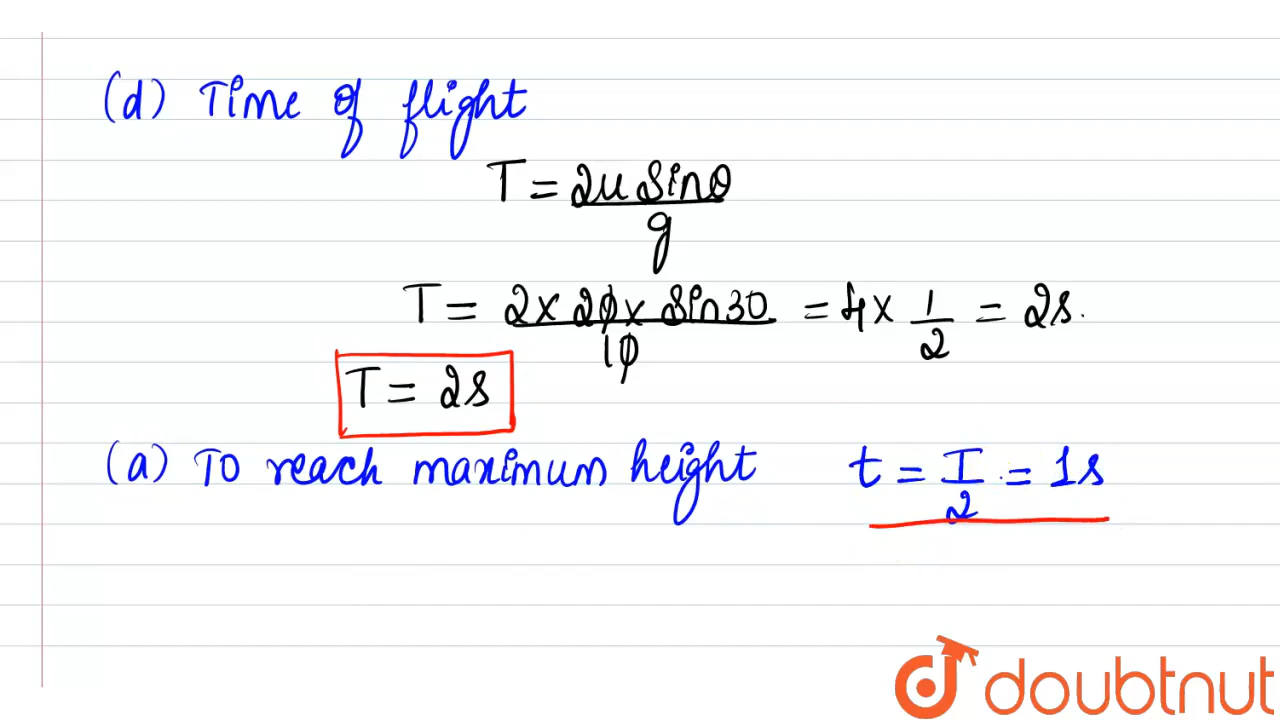 (d) Time of flight
T = 2u Sinθ
g
T = 2 × 20 × Sin30 = 4 × 1 = 2s.
10 2
T = 2s
(a) To reach maximum height t = T = 1s
2
doubtnut